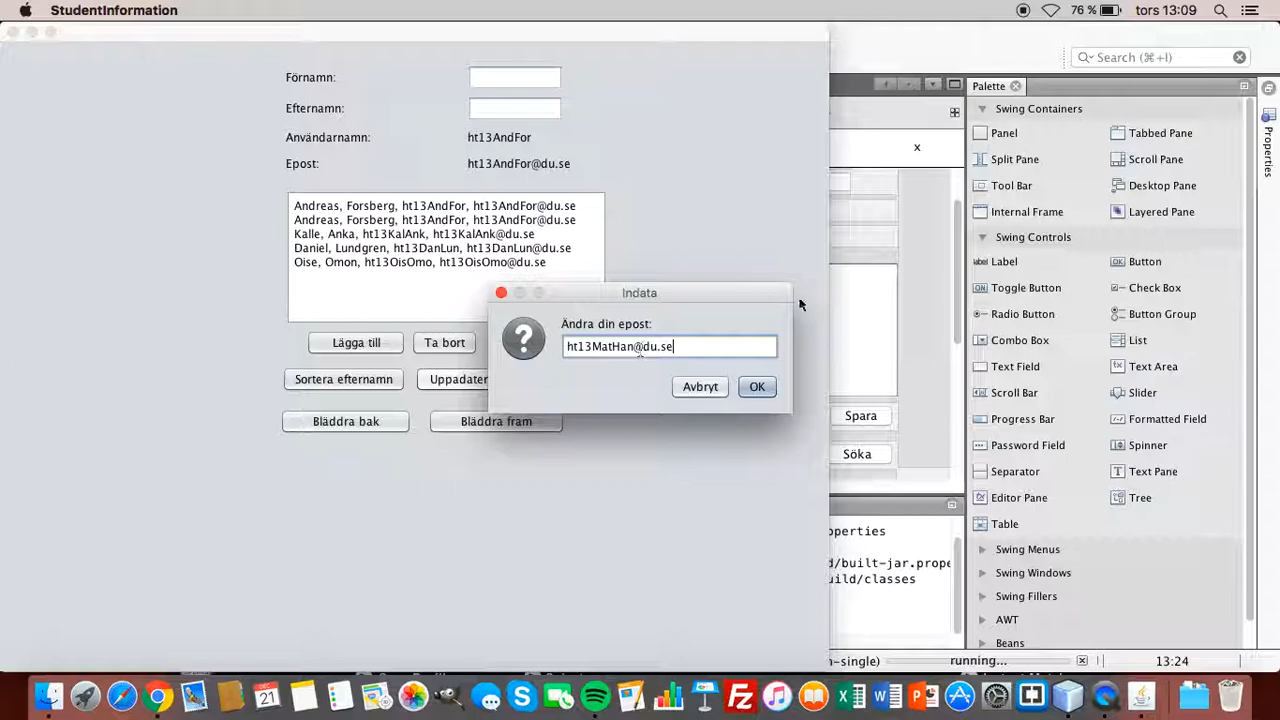 StudentInformation
76 %
tors 13:09
Förnamn:
Efternamn:
Användarnamn:
ht13AndFor
Epost:
ht13AndFor@du.se
Andreas, Forsberg, ht13AndFor, ht13AndFor@du.se
Andreas, Forsberg, ht13AndFor, ht13AndFor@du.se
Kalle, Anka, ht13KalAnk, ht13KalAnk@du.se
Daniel, Lundgren, ht13DanLun, ht13DanLun@du.se
Oise, Omon, ht13OisOmo, ht13OisOmo@du.se
Lägga till
Ta bort
Sortera efternamn
Uppdater
Bläddra bak
Bläddra fram
Indata
Ändra din epost:
ht13MatHan@du.se
Avbryt
OK
x
Spara
Söka
operties
d/built-jar.prope
uild/classes
n-single)
running...
13:24
Search (⌘+I)
Palette
Swing Containers
Panel
Tabbed Pane
Split Pane
Scroll Pane
Tool Bar
Desktop Pane
Internal Frame
Layered Pane
Swing Controls
label
Label
OK
Button
Toggle Button
Check Box
Radio Button
Button Group
Combo Box
List
Text Field
Text Area
Scroll Bar
Slider
Progress Bar
Formatted Field
Password Field
Spinner
Separator
Text Pane
Editor Pane
Tree
Table
Swing Menus
Swing Windows
Swing Fillers
AWT
Beans
Properties
DEC
21